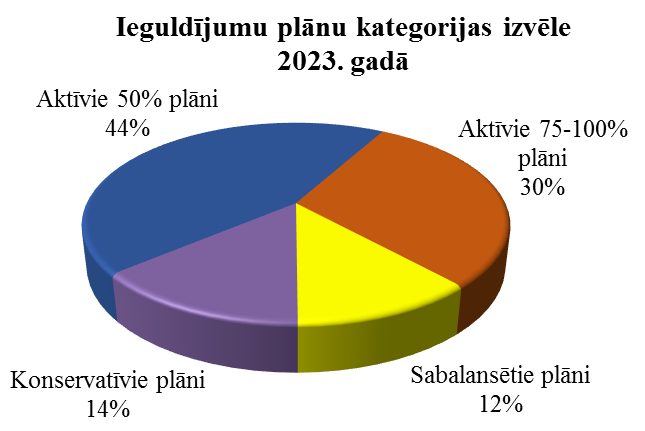 Ieguldījumu plānu kategorijas izvēle
2023. gadā
Aktīvie 50% plāni
44%
Aktīvie 75-100%
plāni
30%
Konservatīvie plāni
14%
Sabalansētie plāni
12%